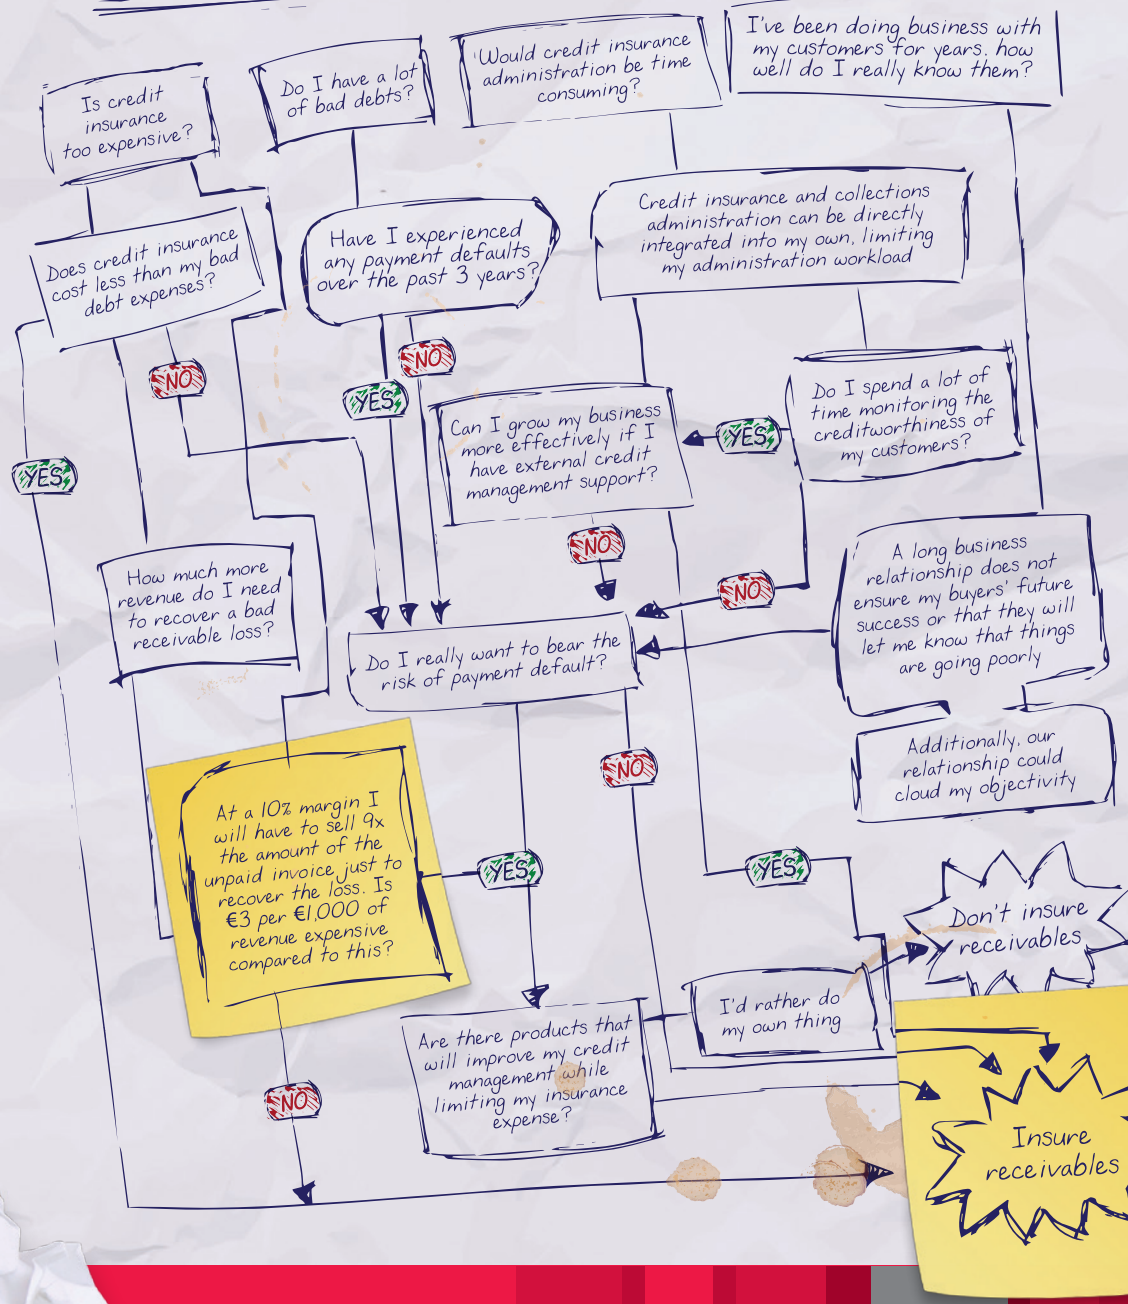 Is credit
insurance
too expensive?
Do I have a lot
of bad debts?
'Would credit insurance
administration be time
consuming?
I've been doing business with
my customers for years. how
well do I really know them?
Does credit insurance
cost less than my bad
debt expenses?
Have I experienced
any payment defaults
over the past 3 years?
Credit insurance and collections
administration can be directly
integrated into my own, limiting
my administration workload
NO
NO
YES
Can I grow my business
more effectively if I
have external credit
management support?
YES
Do I spend a lot of
time monitoring the
creditworthiness of
my customers?
YES
How much more
revenue do I need
to recover a bad
receivable loss?
NO
NO
A long business
relationship does not
ensure my buyers' future
success or that they will
let me know that things
are going poorly
Do I really want to bear the
risk of payment default?
Additionally, our
relationship could
cloud my objectivity
NO
At a 10% margin I
will have to sell 9x
the amount of the
unpaid invoice just to
recover the loss. Is
€3 per €1,000 of
revenue expensive
compared to this?
YES
YES
Don't insure
receivables
I'd rather do
my own thing
Are there products that
will improve my credit
management while
limiting my insurance
expense?
NO
Insure
receivables